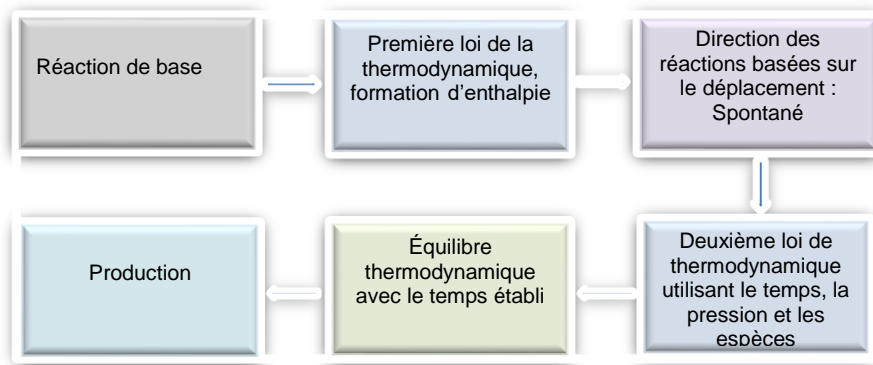 Réaction de base
Première loi de la
thermodynamique,
formation d’enthalpie
Direction des
réactions basées sur
le déplacement :
Spontané
Deuxième loi de
thermodynamique
utilisant le temps, la
pression et les
espèces
Équilibre
thermodynamique
avec le temps établi
Production